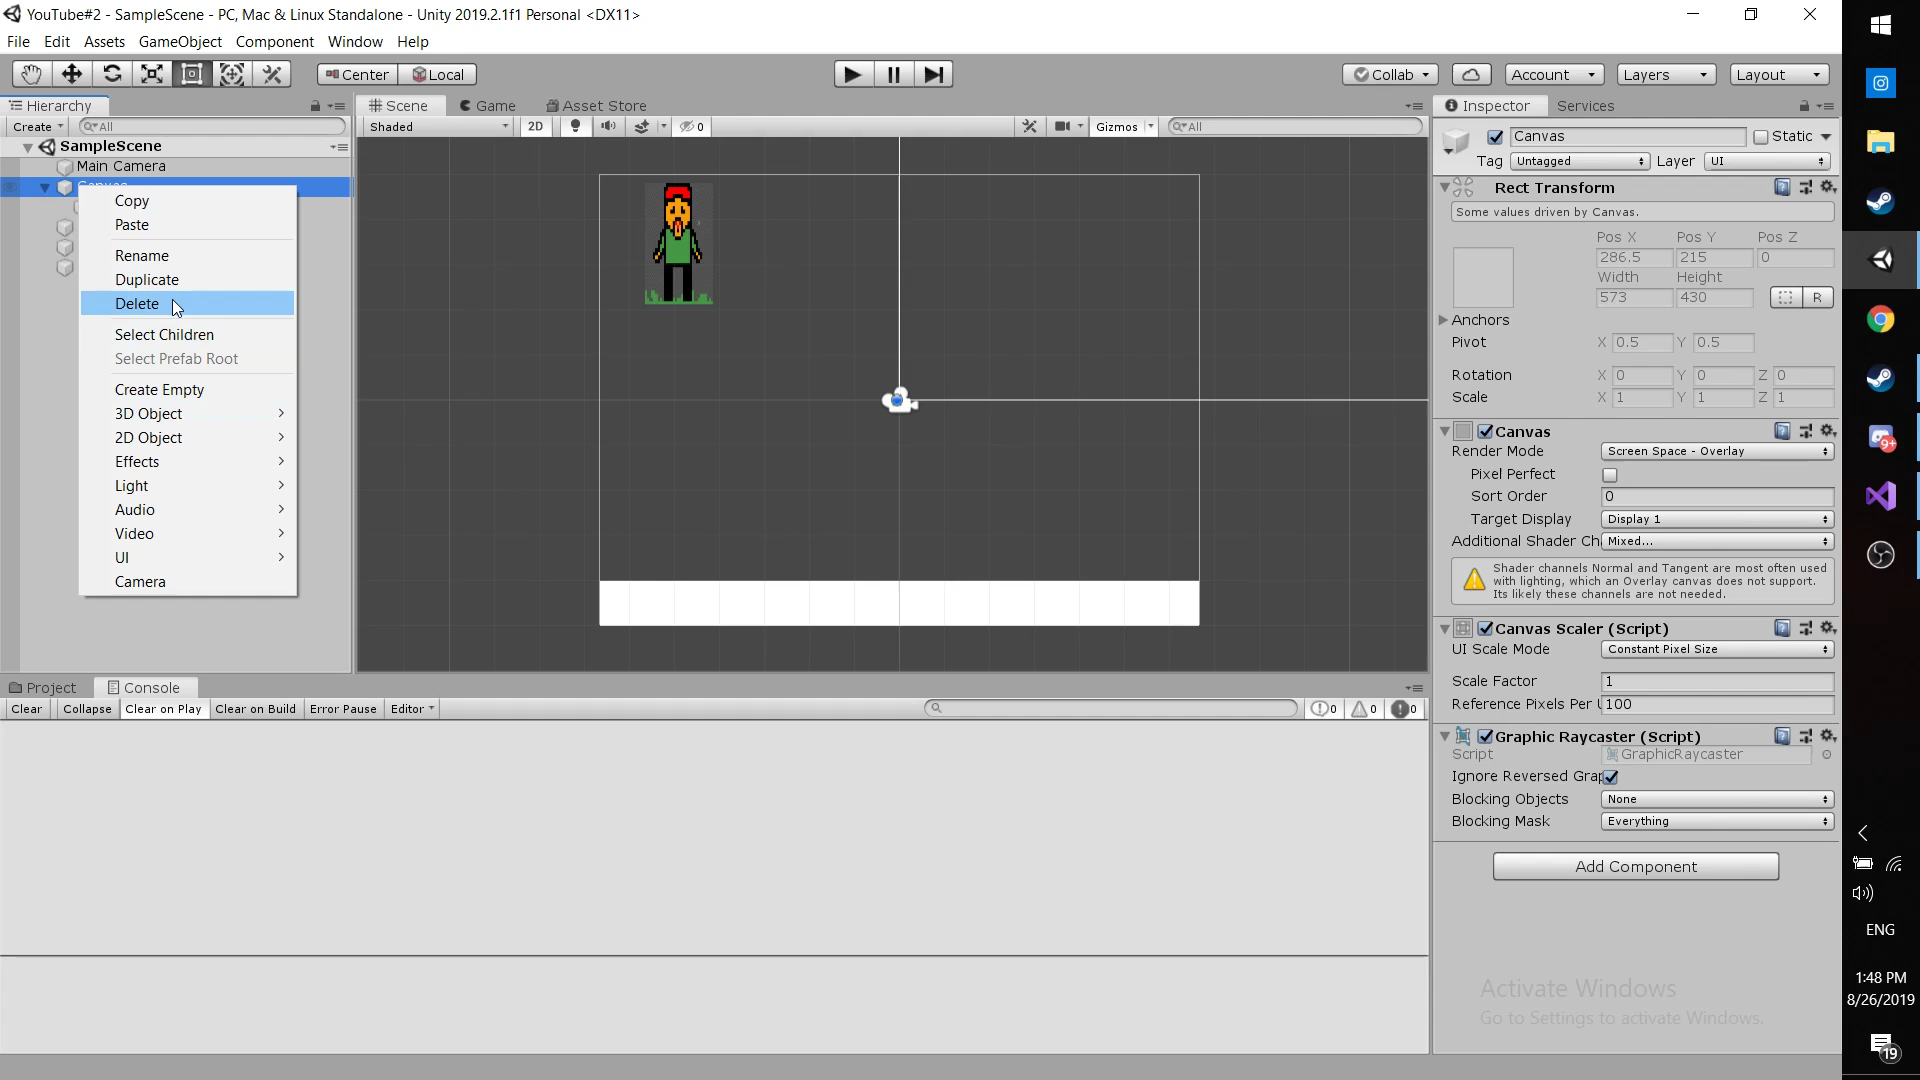 YouTube#2 - SampleScene - PC, Mac & Linux Standalone - Unity 2019.2.1f1 Personal <DX11>
File Edit Assets GameObject Component Window Help
Center Local Collab Account Layers Layout
Hierarchy Scene Game Asset Store Inspector Services
Create All Shaded 2D 0 Gizmos All
SampleScene
Main Camera
Copy
Paste
Rename
Duplicate
Delete
Select Children
Select Prefab Root
Create Empty
3D Object
2D Object
Effects
Light
Audio
Video
UI
Camera
Canvas Static
Tag Untagged Layer UI
Rect Transform
Some values driven by Canvas.
Pos X Pos Y Pos Z
286.5 215 0
Width Height
573 430 R
Anchors
Pivot X 0.5 Y 0.5
Rotation X 0 Y 0 Z 0
Scale X 1 Y 1 Z 1
Canvas
Render Mode Screen Space - Overlay
Pixel Perfect
Sort Order 0
Target Display Display 1
Additional Shader Ch Mixed...
Shader channels Normal and Tangent are most often used
with lighting, which an Overlay canvas does not support.
Its likely these channels are not needed.
Canvas Scaler (Script)
UI Scale Mode Constant Pixel Size
Scale Factor 1
Reference Pixels Per 100
Graphic Raycaster (Script)
Script GraphicRaycaster
Ignore Reversed Grap
Blocking Objects None
Blocking Mask Everything
Add Component
Project Console
Clear Collapse Clear on Play Clear on Build Error Pause Editor 0 0 0
Activate Windows
Go to Settings to activate Windows.
9+
ENG
1:48 PM
8/26/2019
19